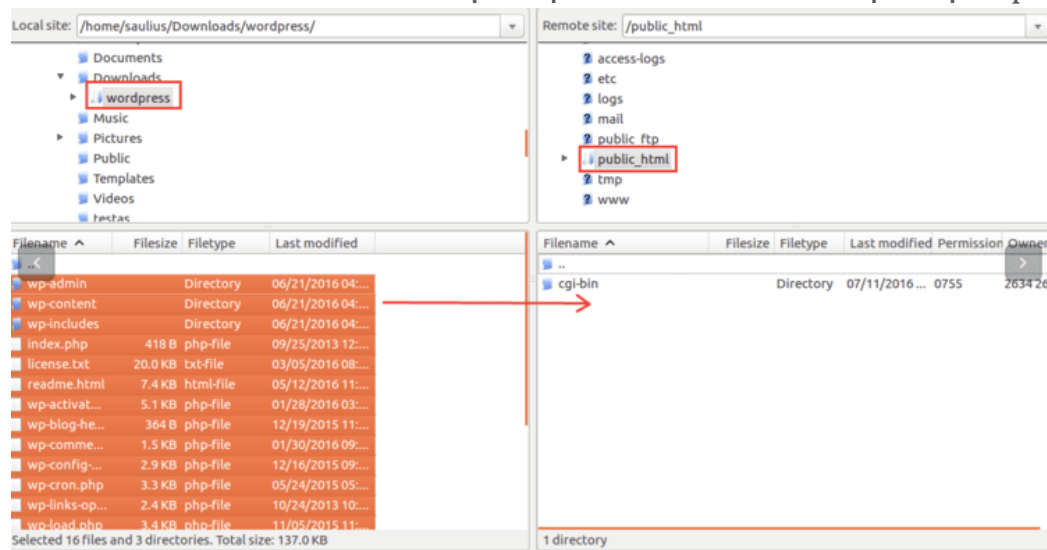 Local site: /home/saulius/Downloads/wordpress/
Documents
Downloads
wordpress
Music
Pictures
Public
Templates
Videos
testas
Filename Filesize Filetype Last modified
..
wp-admin Directory 06/21/2016 04:...
wp-content Directory 06/21/2016 04:...
wp-includes Directory 06/21/2016 04:...
index.php 418 B php-file 09/25/2013 12:...
license.txt 20.0 KB txt-file 03/05/2016 08:...
readme.html 7.4 KB html-file 05/12/2016 11:...
wp-activat... 5.1 KB php-file 01/28/2016 03:...
wp-blog-he... 364 B php-file 12/19/2015 11:...
wp-comme... 1.5 KB php-file 01/30/2016 09:...
wp-config-... 2.9 KB php-file 12/16/2015 09:...
wp-cron.php 3.3 KB php-file 05/24/2015 05:...
wp-links-op... 2.4 KB php-file 10/24/2013 10:...
wp-load.php 3.4 KB php-file 11/05/2015 11:...
Selected 16 files and 3 directories. Total size: 137.0 KB
Remote site: /public_html
access-logs
etc
logs
mail
public_ftp
public_html
tmp
www
Filename Filesize Filetype Last modified Permission Owner
..
cgi-bin Directory 07/11/2016 ... 0755 2634 26
1 directory